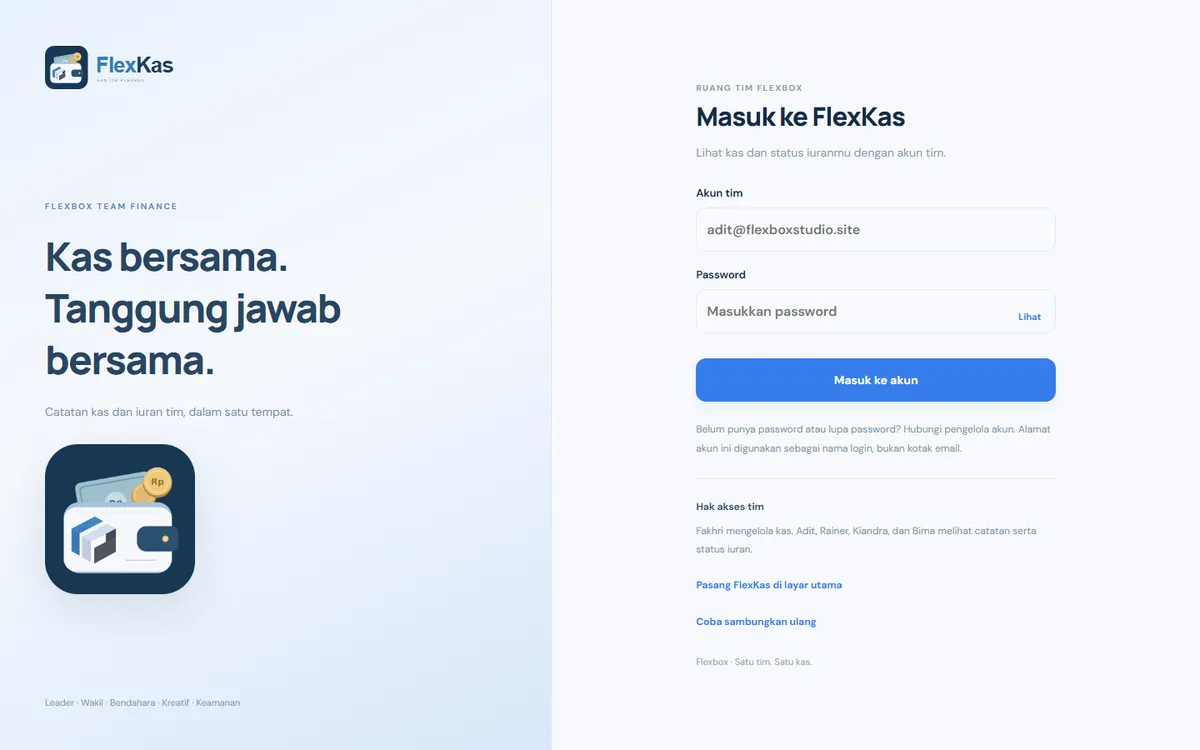 FlexKas
FLEXBOX TEAM FINANCE
Kas bersama.
Tanggung jawab
bersama.
Catatan kas dan iuran tim, dalam satu tempat.
Rp
Leader · Wakil · Bendahara · Kreatif · Keamanan
RUANG TIM FLEXBOX
Masuk ke FlexKas
Lihat kas dan status iuranmu dengan akun tim.
Akun tim
adit@flexboxstudio.site
Password
Masukkan password
Lihat
Masuk ke akun
Belum punya password atau lupa password? Hubungi pengelola akun. Alamat
akun ini digunakan sebagai nama login, bukan kotak email.
Hak akses tim
Fakhri mengelola kas. Adit, Rainer, Kiandra, dan Bima melihat catatan serta
status iuran.
Pasang FlexKas di layar utama
Coba sambungkan ulang
Flexbox · Satu tim. Satu kas.